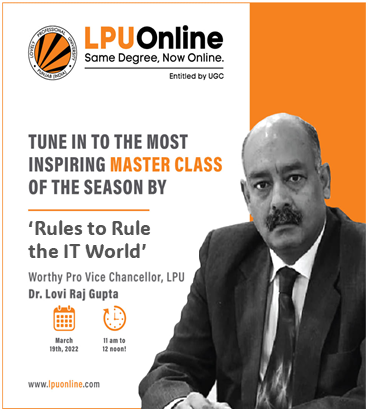 LOVELY PROFESSIONAL UNIVERSITY
PUNJAB (INDIA)
LPUOnline
Same Degree, Now Online.
Entitled by UGC
TUNE IN TO THE MOST
INSPIRING MASTER CLASS
OF THE SEASON BY
‘Rules to Rule
the IT World’
Worthy Pro Vice Chancellor, LPU
Dr. Lovi Raj Gupta
March
19th, 2022
11 am to
12 noon!
www.lpuonline.com